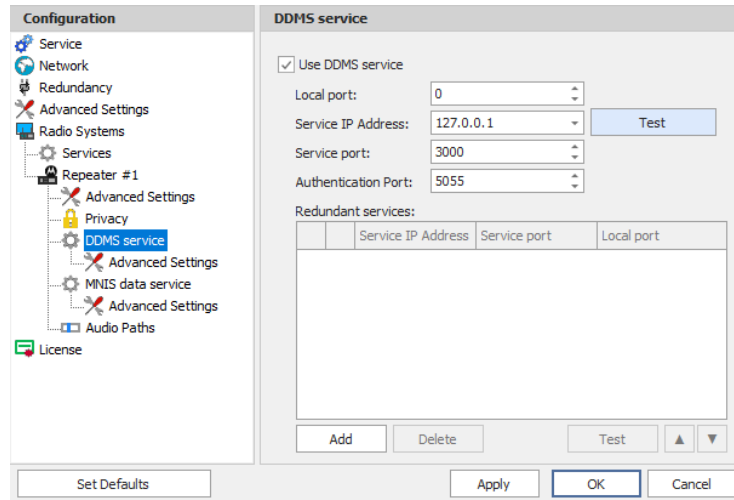 Configuration
Service
Network
Redundancy
Advanced Settings
Radio Systems
Services
Repeater #1
Advanced Settings
Privacy
DDMS service
Advanced Settings
MNIS data service
Advanced Settings
Audio Paths
License
DDMS service
Use DDMS service
Local port: 0
Service IP Address: 127.0.0.1 Test
Service port: 3000
Authentication Port: 5055
Redundant services:
Service IP Address Service port Local port
Add Delete Test
Set Defaults Apply OK Cancel